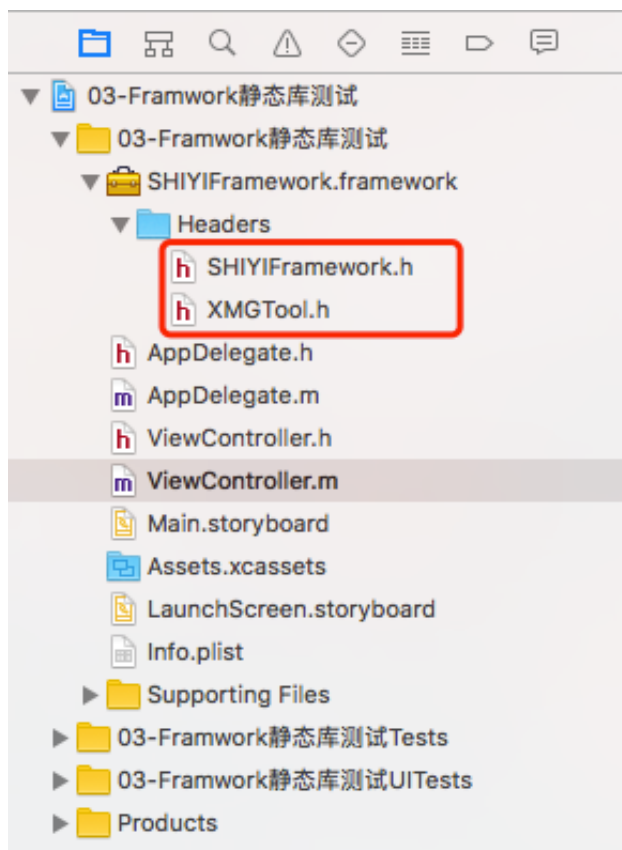 03-Framwork静态库测试
03-Framwork静态库测试
SHIYIFramework.framework
Headers
h SHIYIFramework.h
h XMGTool.h
h AppDelegate.h
m AppDelegate.m
h ViewController.h
m ViewController.m
Main.storyboard
Assets.xcassets
LaunchScreen.storyboard
Info.plist
Supporting Files
03-Framwork静态库测试Tests
03-Framwork静态库测试UITests
Products